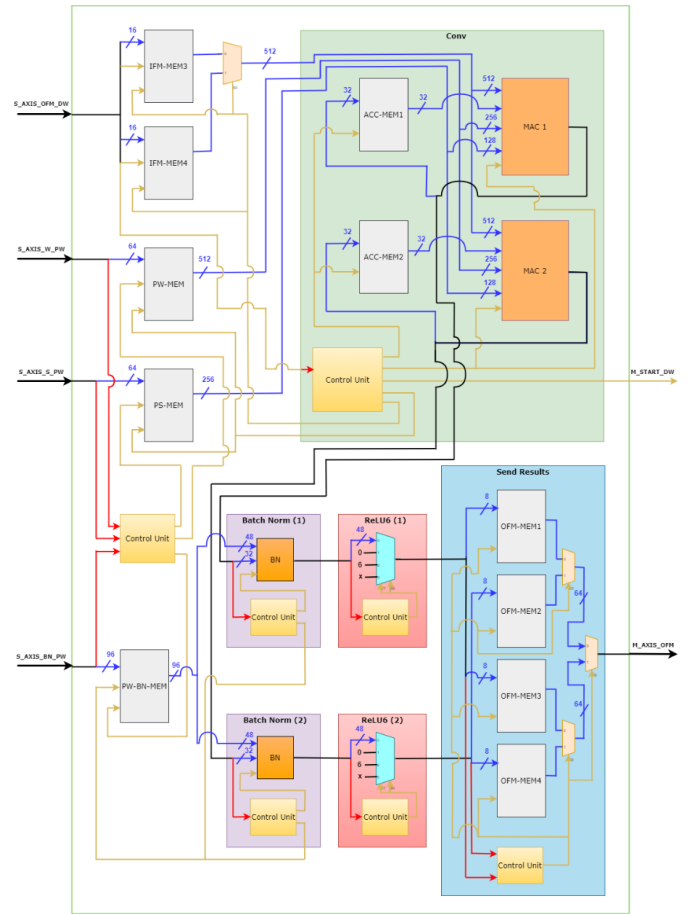 Conv
16
IFM-MEM3
512
S_AXIS_OFM_DW
32
ACC-MEM1
32
512
256
128
MAC 1
16
IFM-MEM4
S_AXIS_W_PW
64
PW-MEM
512
32
ACC-MEM2
32
512
256
128
MAC 2
S_AXIS_S_PW
64
PS-MEM
256
Control Unit
M_START_DW
Send Results
Control Unit
Batch Norm (1)
48
32
BN
Control Unit
ReLU6 (1)
48
0
6
x
Control Unit
8
OFM-MEM1
8
OFM-MEM2
64
S_AXIS_BN_PW
96
PW-BN-MEM
96
M_AXIS_OFM
8
OFM-MEM3
64
Batch Norm (2)
48
32
BN
Control Unit
ReLU6 (2)
48
0
6
x
Control Unit
8
OFM-MEM4
Control Unit